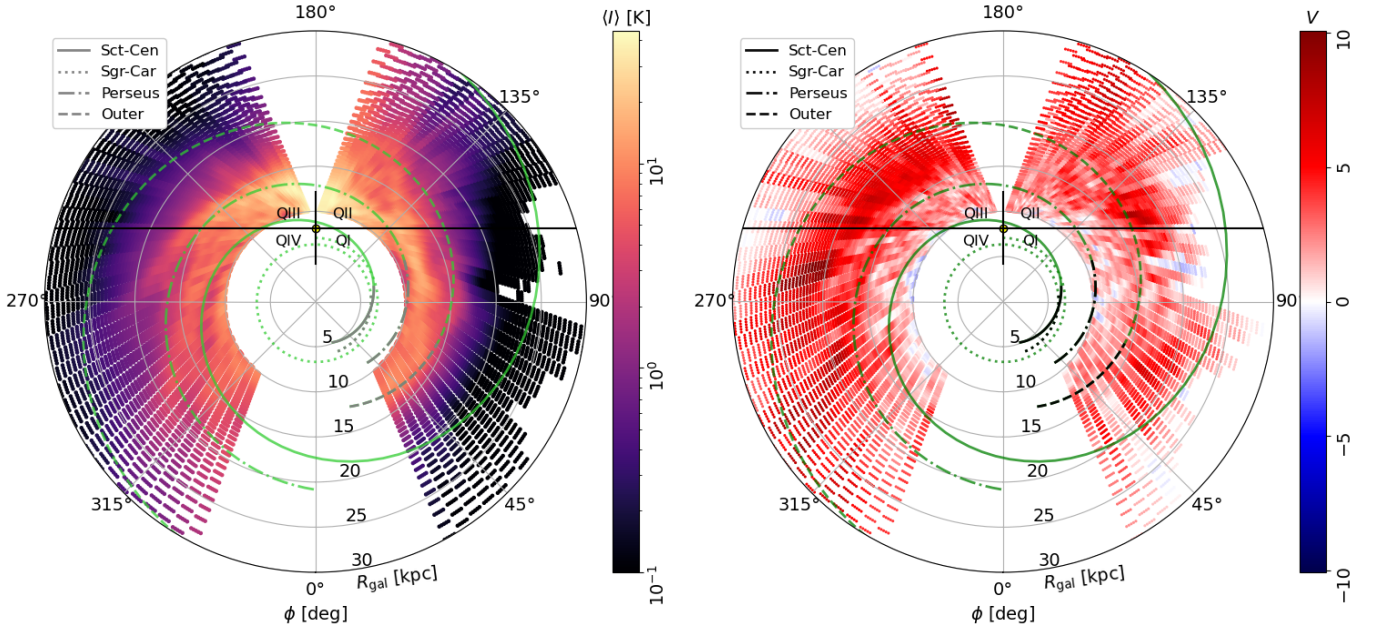 180°
⟨I⟩ [K]
Sct-Cen
Sgr-Car
Perseus
Outer
135°
10¹
QIII QII
QIV QI
270°
90
5
10
10⁰
15
20
315°
45°
25
30
R_gal [kpc]
10⁻¹
0°
ϕ [deg]
180°
V
10
Sct-Cen
Sgr-Car
Perseus
Outer
135°
5
QIII QII
QIV QI
270°
90
0
5
10
15
−5
20
315°
45°
25
30
R_gal [kpc]
−10
0°
ϕ [deg]